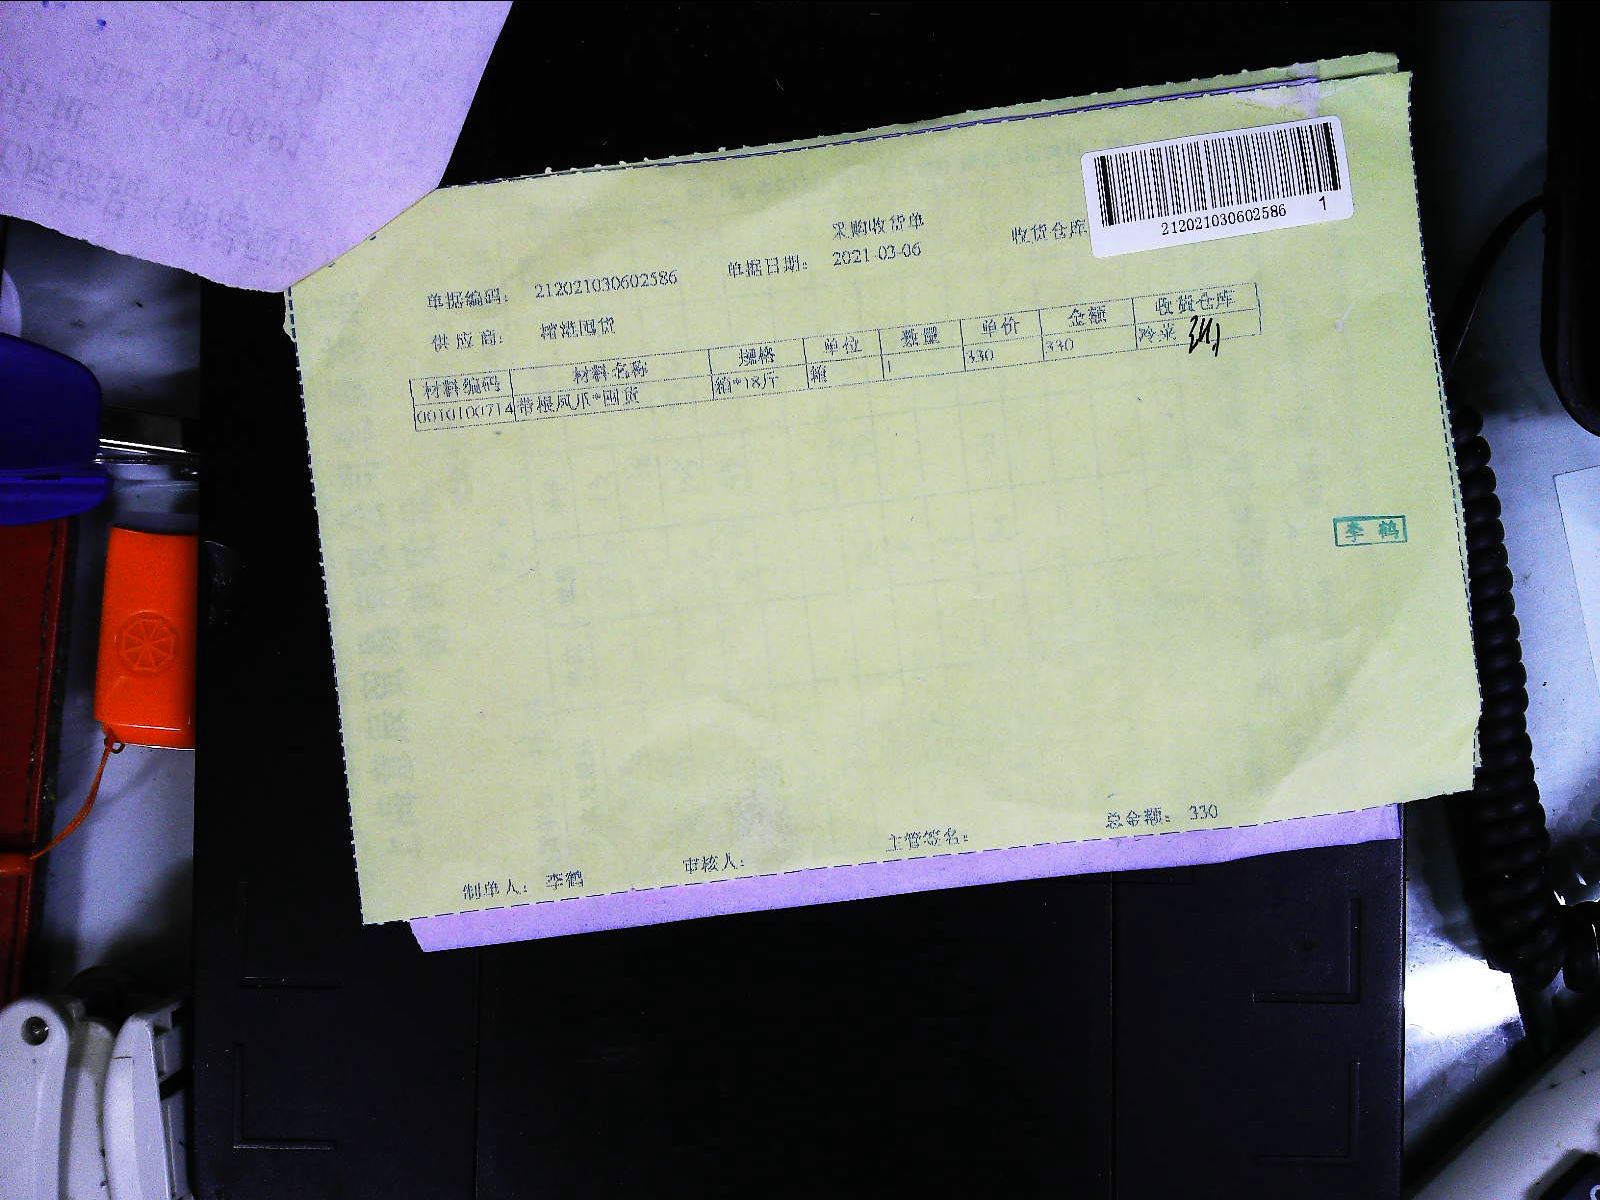 212021030602586 1
采购收货单
单据编码： 212021030602586 单据日期： 2021-03-06 收货仓库
供应商： 囤货
材料编码 材料名称 规格 单位 数量 单价 金额 收货仓库
0010100714 带根凤爪*囤货 箱*18斤 箱 1 330 330 冷菜
李鹤
制单人： 李鹤 审核人： 主管签名： 总金额： 330